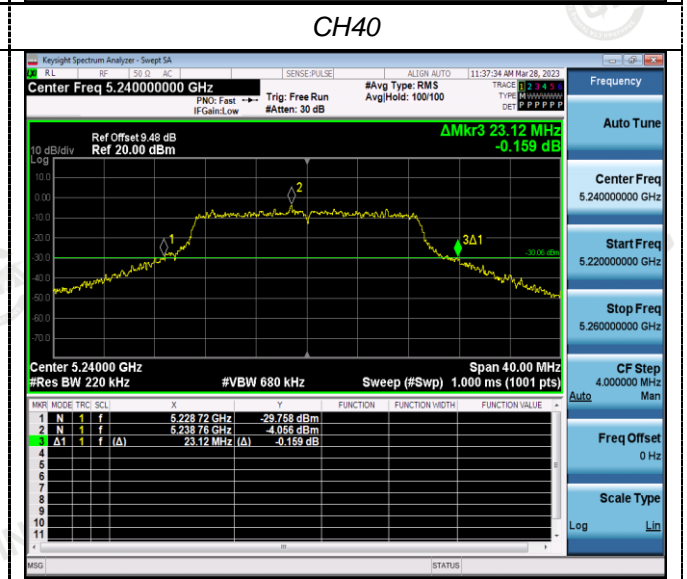 CH40
Keysight Spectrum Analyzer - Swept SA
RL RF 50 Ω AC SENSE:PULSE ALIGN AUTO 11:37:34 AM Mar 28, 2023
Center Freq 5.240000000 GHz
PNO: Fast Trig: Free Run #Avg Type: RMS TRACE 1 2 3 4 5 6
IFGain:Low #Atten: 30 dB Avg|Hold: 100/100 TYPE M WWWWW
DET P P P P P P
Frequency
Auto Tune
Center Freq
5.240000000 GHz
Start Freq
5.220000000 GHz
Stop Freq
5.260000000 GHz
CF Step
4.000000 MHz
Auto Man
Freq Offset
0 Hz
Scale Type
Log Lin
Ref Offset 9.48 dB
10 dB/div Ref 20.00 dBm
Log
ΔMkr3 23.12 MHz
-0.159 dB
10.0
0.00
-10.0
-20.0
-30.0
-50.0
-60.0
-70.0
1
2
3Δ1
-30.06 dBm
Center 5.24000 GHz Span 40.00 MHz
#Res BW 220 kHz #VBW 680 kHz Sweep (#Swp) 1.000 ms (1001 pts)
MKR MODE TRC SCL X Y FUNCTION FUNCTION WIDTH FUNCTION VALUE
1 N 1 f 5.228 72 GHz -29.758 dBm
2 N 1 f 5.238 76 GHz -4.056 dBm
3 Δ1 1 f (Δ) 23.12 MHz (Δ) -0.159 dB
4
5
6
7
8
9
10
11
MSG STATUS